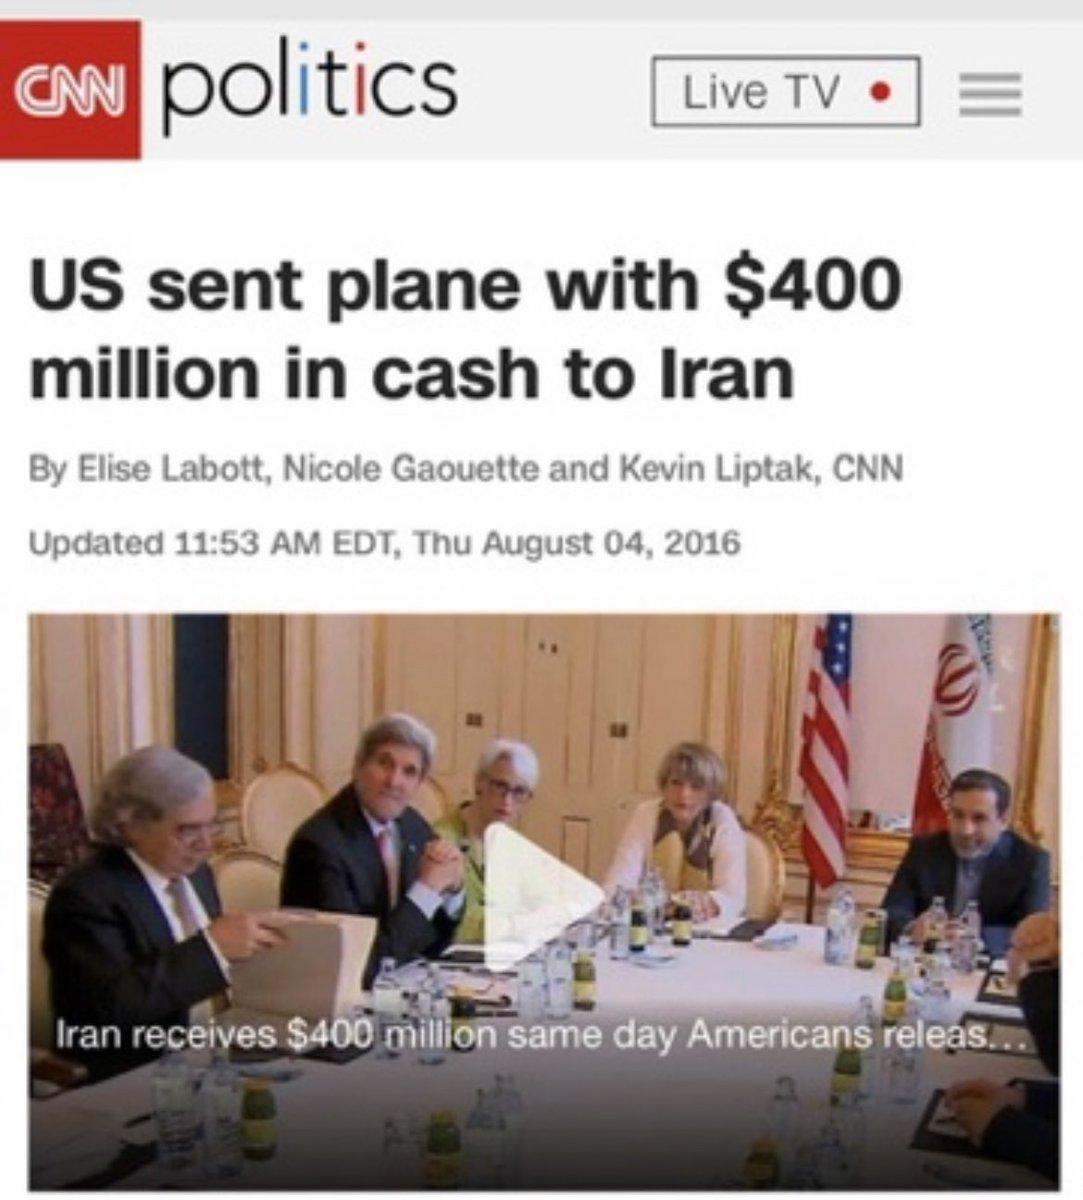 CNN politics
Live TV
US sent plane with $400
million in cash to Iran
By Elise Labott, Nicole Gaouette and Kevin Liptak, CNN
Updated 11:53 AM EDT, Thu August 04, 2016
Iran receives $400 million same day Americans releas...